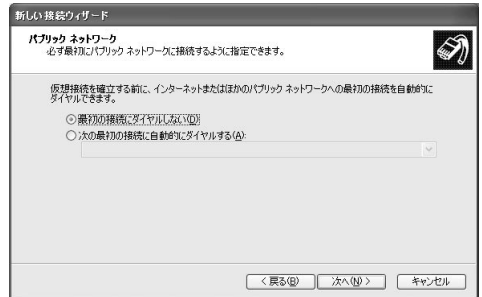 新しい接続ウィザード
パブリック ネットワーク
必ず最初にパブリック ネットワークに接続するように指定できます。
仮想接続を確立する前に、インターネットまたはほかのパブリック ネットワークへの最初の接続を自動的に
ダイヤルできます。
最初の接続にダイヤルしない(D)
次の最初の接続に自動的にダイヤルする(A):
< 戻る(B) 次へ(N) > キャンセル